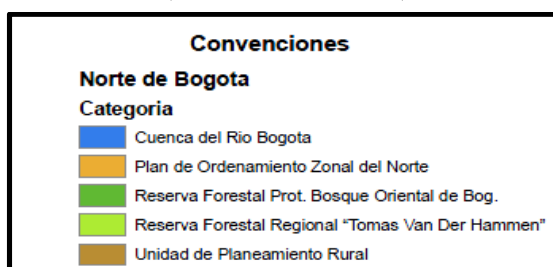 Convenciones
Norte de Bogota
Categoria
Cuenca del Rio Bogota
Plan de Ordenamiento Zonal del Norte
Reserva Forestal Prot. Bosque Oriental de Bog.
Reserva Forestal Regional "Tomas Van Der Hammen"
Unidad de Planeamiento Rural